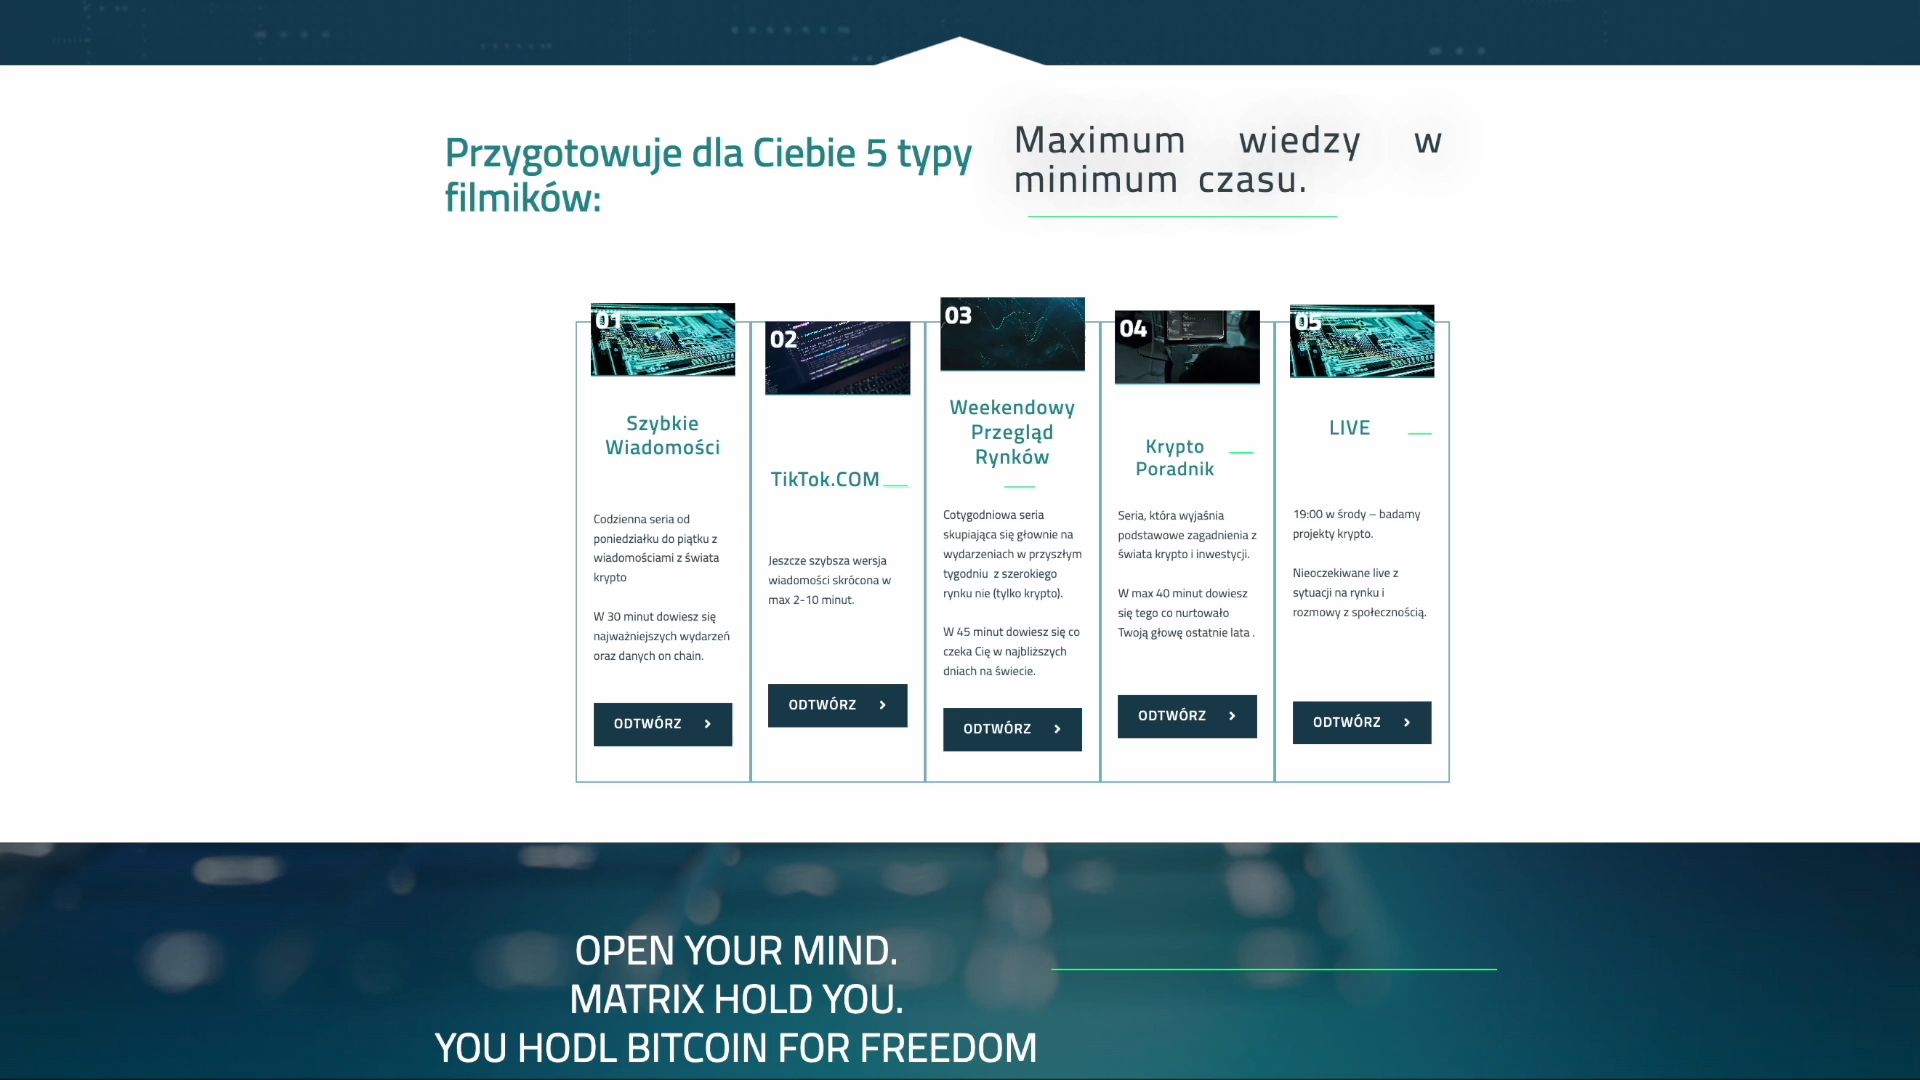 Przygotowuje dla Ciebie 5 typy
filmików:
Maximum wiedzy w
minimum czasu.
01
Szybkie
Wiadomości
Codzienna seria od
poniedziałku do piątku z
wiadomościami z świata
krypto
W 30 minut dowiesz się
najważniejszych wydarzeń
oraz danych on chain.
ODTWÓRZ
02
TikTok.COM
Jeszcze szybsza wersja
wiadomości skrócona w
max 2-10 minut.
ODTWÓRZ
03
Weekendowy
Przegląd
Rynków
Cotygodniowa seria
skupiająca się głownie na
wydarzeniach w przyszłym
tygodniu z szerokiego
rynku nie (tylko krypto).
W 45 minut dowiesz się co
czeka Cię w najbliższych
dniach na świecie.
ODTWÓRZ
04
Krypto
Poradnik
Seria, która wyjaśnia
podstawowe zagadnienia z
świata krypto i inwestycji.
W max 40 minut dowiesz
się tego co nurtowało
Twoją głowę ostatnie lata .
ODTWÓRZ
05
LIVE
19:00 w środy – badamy
projekty krypto.
Nieoczekiwane live z
sytuacji na rynku i
rozmowy z społecznością.
ODTWÓRZ
OPEN YOUR MIND.
MATRIX HOLD YOU.
YOU HODL BITCOIN FOR FREEDOM